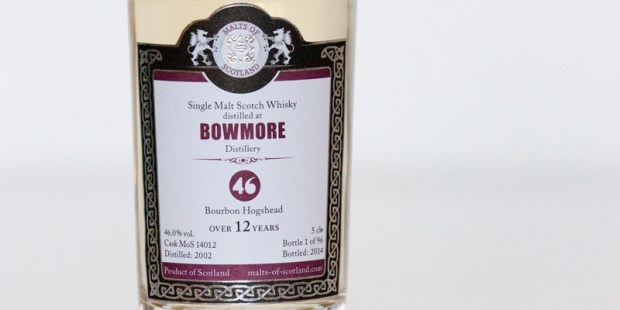 MALTS OF
SCOTLAND
Single Malt Scotch Whisky
distilled at
BOWMORE
Distillery
46
Bourbon Hogshead
OVER 12 YEARS
46.0% vol. 5 cle
Cask MoS 14012 Bottle 1 of 96
Distilled: 2002 Bottled: 2014
Product of Scotland malts-of-scotland.com